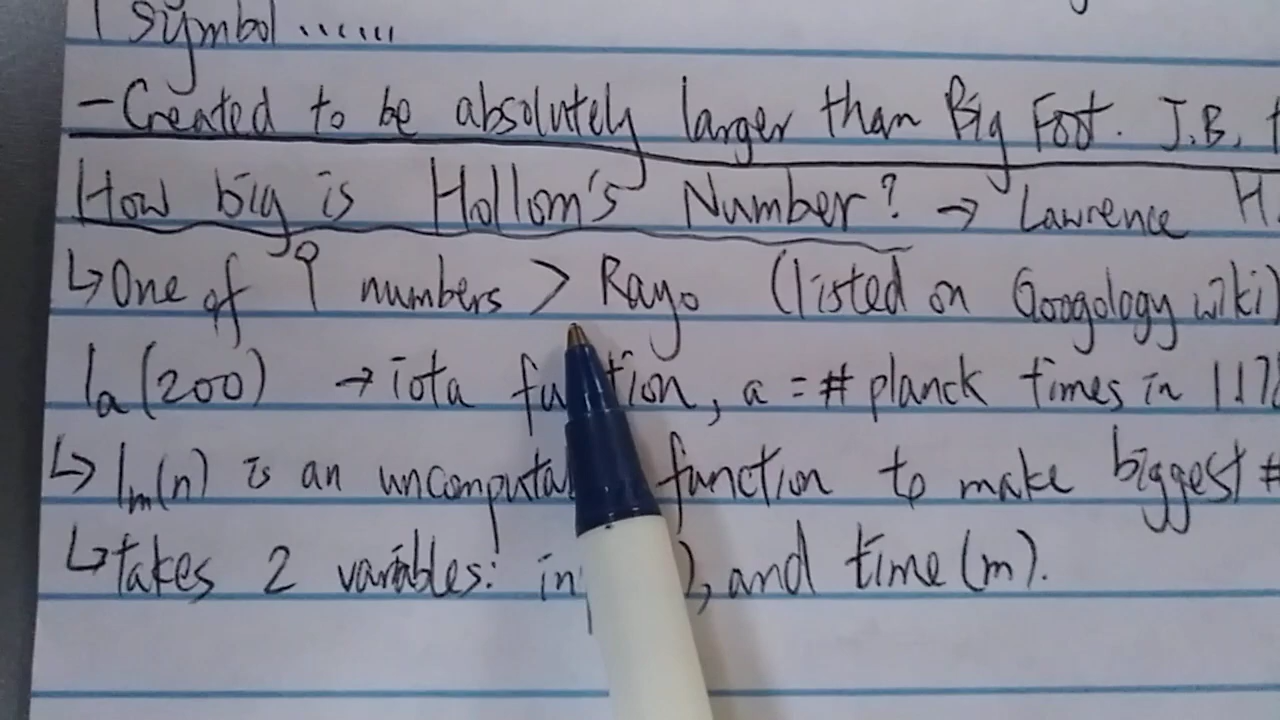 1 symbol ......
- Created to be absolutely larger than Big Foot. J.B.
How big is Hollom's Number? → Lawrence H.
↳ One of 9 numbers > Rayo (listed on Googology wiki)
(200) → iota function, a = # planck times in
↳ (n) is an function to make biggest #
↳ takes 2 variables: and time (m).